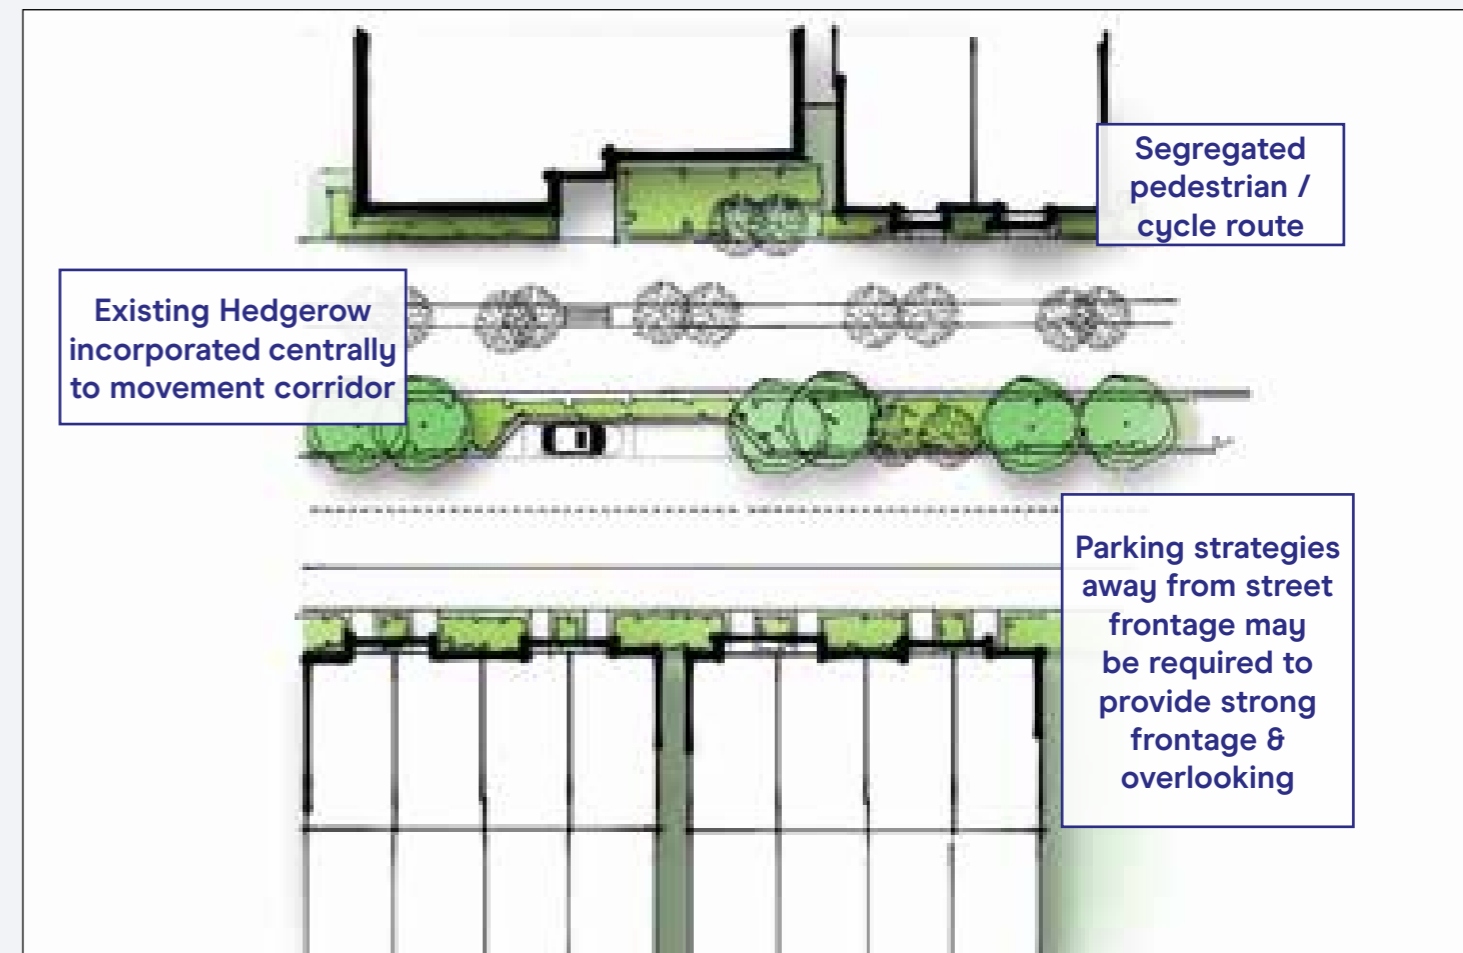 Segregated
pedestrian /
cycle route
Existing Hedgerow
incorporated centrally
to movement corridor
Parking strategies
away from street
frontage may
be required to
provide strong
frontage &
overlooking